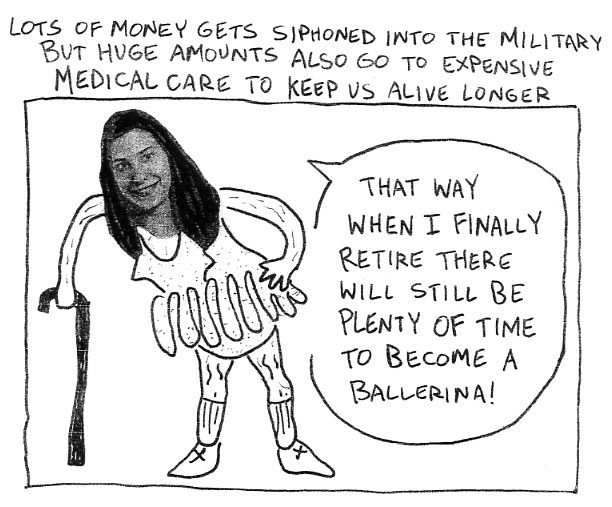 LOTS OF MONEY GETS SIPHONED INTO THE MILITARY
BUT HUGE AMOUNTS ALSO GO TO EXPENSIVE
MEDICAL CARE TO KEEP US ALIVE LONGER
THAT WAY
WHEN I FINALLY
RETIRE THERE
WILL STILL BE
PLENTY OF TIME
TO BECOME A
BALLERINA!